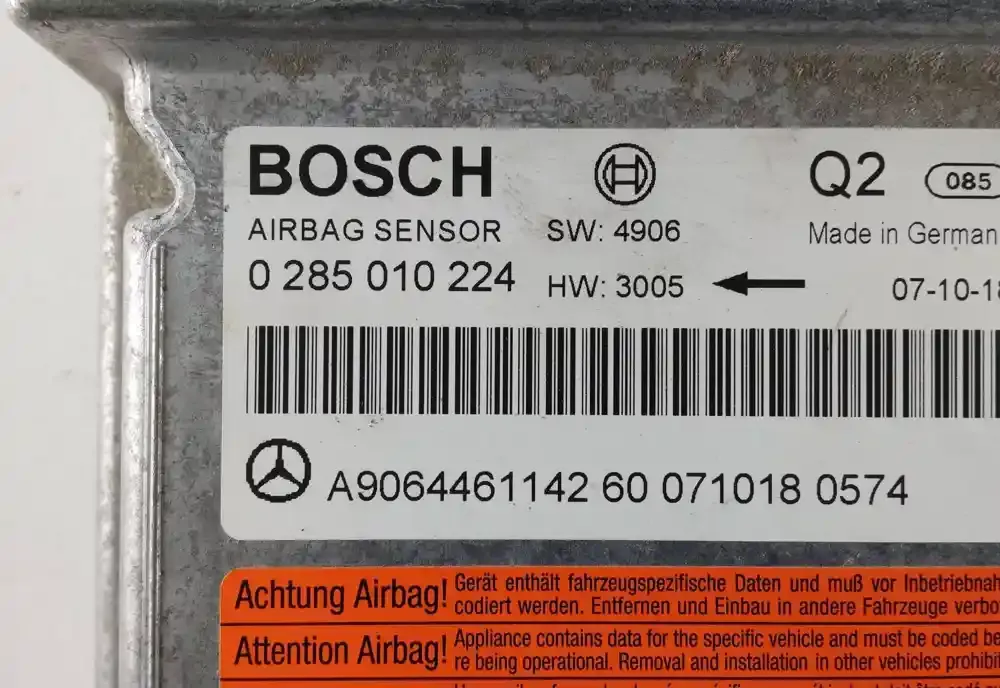 BOSCH Q2 085
AIRBAG SENSOR SW: 4906 Made in German
0 285 010 224 HW: 3005 07-10-18
A9064461142 60 071018 0574
Achtung Airbag! Gerät enthält fahrzeugspezifische Daten und muß vor Inbetriebnah
codiert werden. Entfernen und Einbau in andere Fahrzeuge verbo
Attention Airbag! Appliance contains data for the specific vehicle and must be coded be
re being operational. Removal and installation in other vehicles prohibi